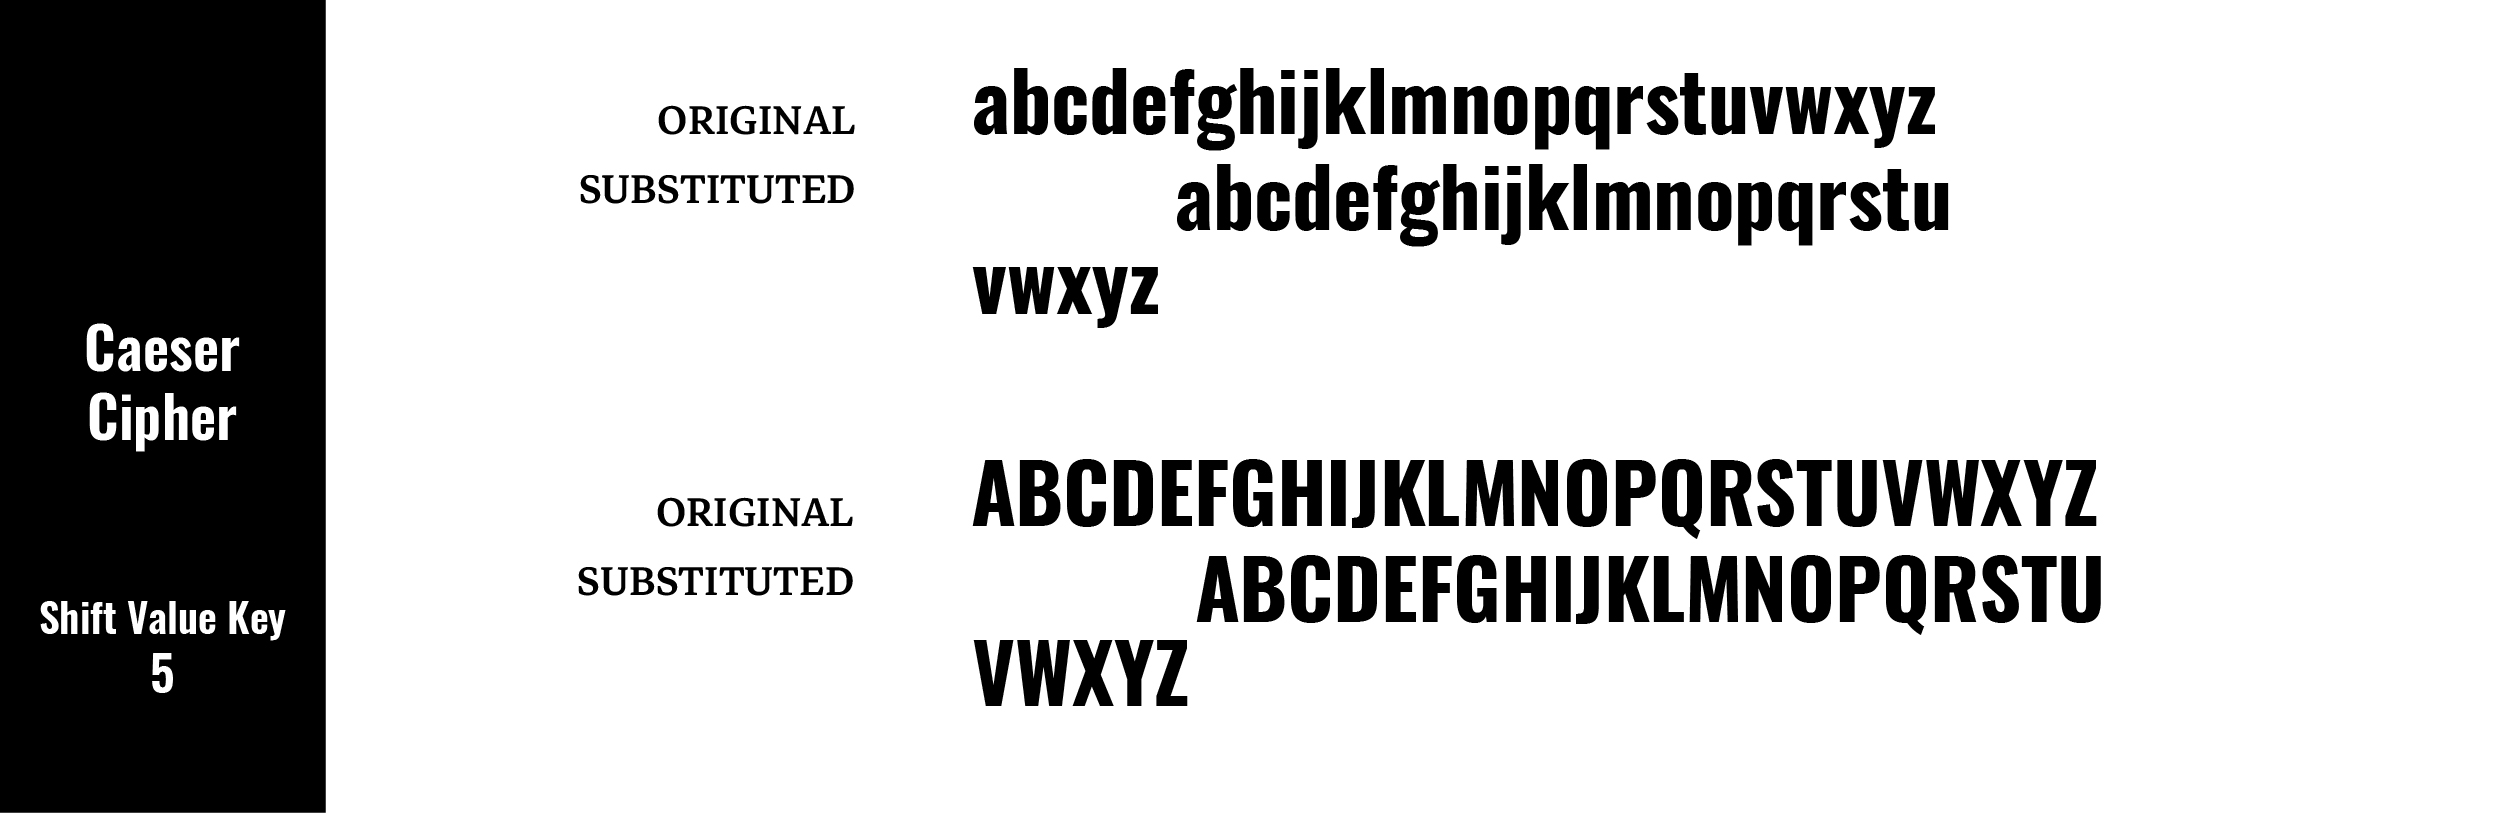 Caeser
Cipher
Shift Value Key
5
ORIGINAL
abcdefghijklmnopqrstuvwxyz
SUBSTITUTED
abcdefghijklmnopqrstu
vwxyz
ORIGINAL
ABCDEFGHIJKLMNOPQRSTUVWXYZ
SUBSTITUTED
ABCDEFGHIJKLMNOPQRSTU
VWXYZ